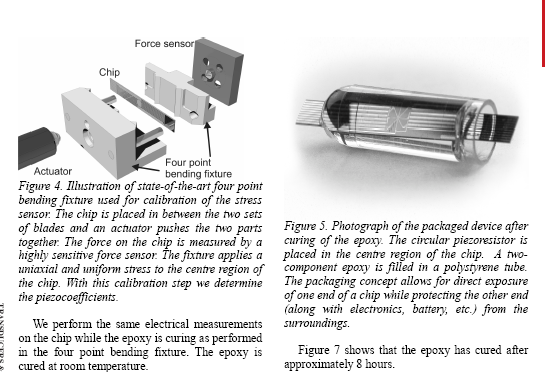 Force sensor
Chip
Actuator
Four point
bending fixture
Figure 4. Illustration of state-of-the-art four point
bending fixture used for calibration of the stress
sensor. The chip is placed in between the two sets
of blades and an actuator pushes the two parts
together. The force on the chip is measured by a
highly sensitive force sensor. The fixture applies a
uniaxial and uniform stress to the centre region of
the chip. With this calibration step we determine
the piezocoefficients.
We perform the same electrical measurements
on the chip while the epoxy is curing as performed
in the four point bending fixture. The epoxy is
cured at room temperature.
Figure 5. Photograph of the packaged device after
curing of the epoxy. The circular piezoresistor is
placed in the centre region of the chip. A two-
component epoxy is filled in a polystyrene tube.
The packaging concept allows for direct exposure
of one end of a chip while protecting the other end
(along with electronics, battery, etc.) from the
surroundings.
Figure 7 shows that the epoxy has cured after
approximately 8 hours.